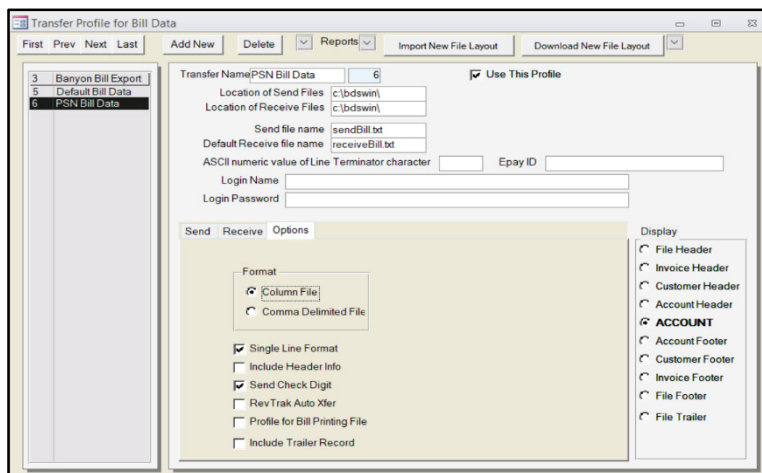 Transfer Profile for Bill Data
First Prev Next Last Add New Delete Reports Import New File Layout Download New File Layout
3 Banyon Bill Export
5 Default Bill Data
6 PSN Bill Data
Transfer Name PSN Bill Data 6 Use This Profile
Location of Send Files c:\bdswin\
Location of Receive Files c:\bdswin\
Send file name sendBill.txt
Default Receive file name receiveBill.txt
ASCII numeric value of Line Terminator character Epay ID
Login Name
Login Password
Send Receive Options
Format
Column File
Comma Delimited File
Single Line Format
Include Header Info
Send Check Digit
RevTrak Auto Xfer
Profile for Bill Printing File
Include Trailer Record
Display
File Header
Invoice Header
Customer Header
Account Header
ACCOUNT
Account Footer
Customer Footer
Invoice Footer
File Footer
File Trailer